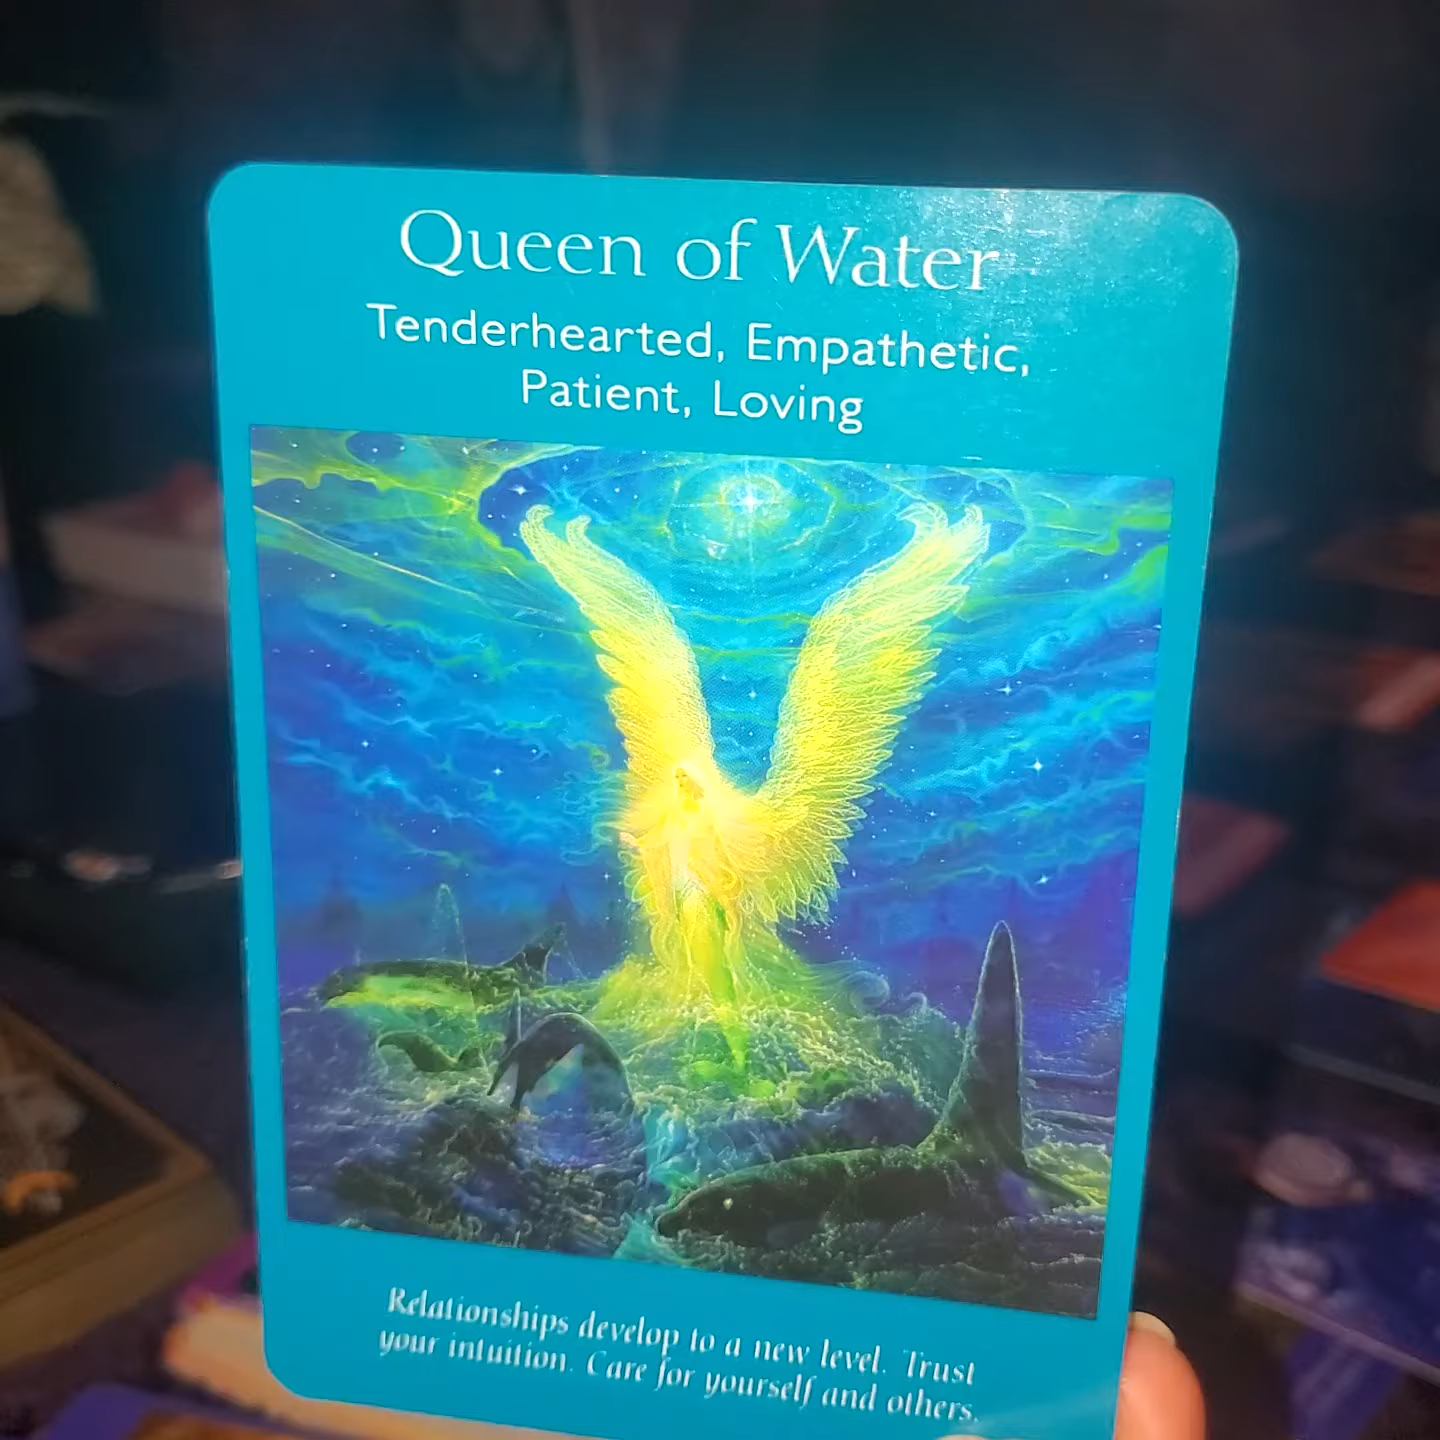 Queen of Water
Tenderhearted, Empathetic,
Patient, Loving
Relationships develop to a new level. Trust
your intuition. Care for yourself and others.